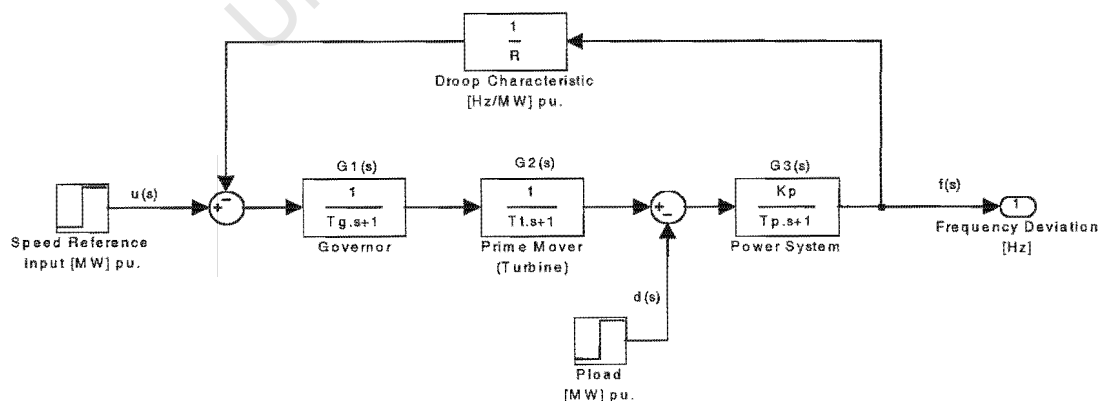 1
R
Droop Characteristic
[Hz/MW] pu.
G1(s)
G2(s)
G3(s)
u(s)
+
−
1
Tg.s+1
1
Tt.s+1
+
−
Kp
Tp.s+1
f(s)
1
Speed Reference
input [MW] pu.
Governor
Prime Mover
(Turbine)
Power System
Frequency Deviation
[Hz]
d(s)
Pload
[MW] pu.